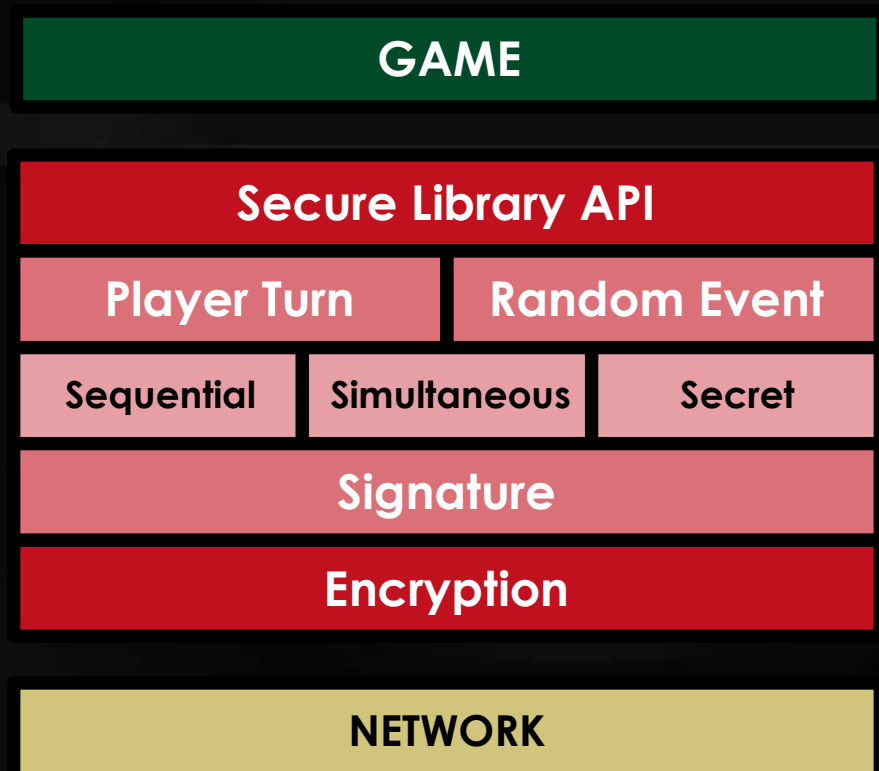 GAME
Secure Library API
Player Turn Random Event
Sequential Simultaneous Secret
Signature
Encryption
NETWORK